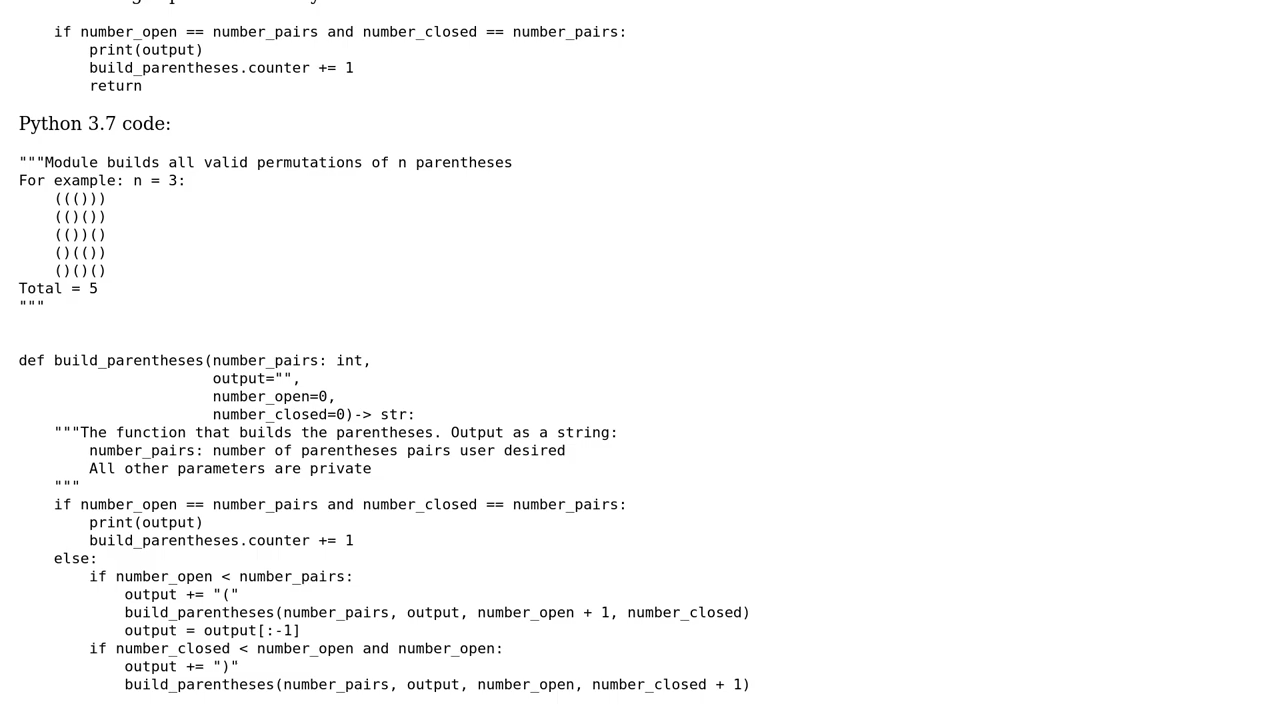 if number_open == number_pairs and number_closed == number_pairs:
        print(output)
        build_parentheses.counter += 1
        return
Python 3.7 code:
"""Module builds all valid permutations of n parentheses
For example: n = 3:
    ((()))
    (()())
    (())()
    ()(())
    ()()()
Total = 5
"""
def build_parentheses(number_pairs: int,
                      output="",
                      number_open=0,
                      number_closed=0)-> str:
    """The function that builds the parentheses. Output as a string:
        number_pairs: number of parentheses pairs user desired
        All other parameters are private
    """
    if number_open == number_pairs and number_closed == number_pairs:
        print(output)
        build_parentheses.counter += 1
    else:
        if number_open < number_pairs:
            output += "("
            build_parentheses(number_pairs, output, number_open + 1, number_closed)
            output = output[:-1]
        if number_closed < number_open and number_open:
            output += ")"
            build_parentheses(number_pairs, output, number_open, number_closed + 1)